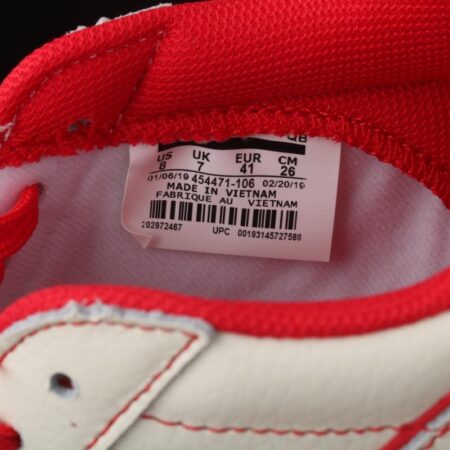 QB
US UK EUR CM
8 7 41 26
01/06/19 454471-106 02/20/19
MADE IN VIETNAM
FABRIQUE AU VIETNAM
202972487 UPC 00193145727588